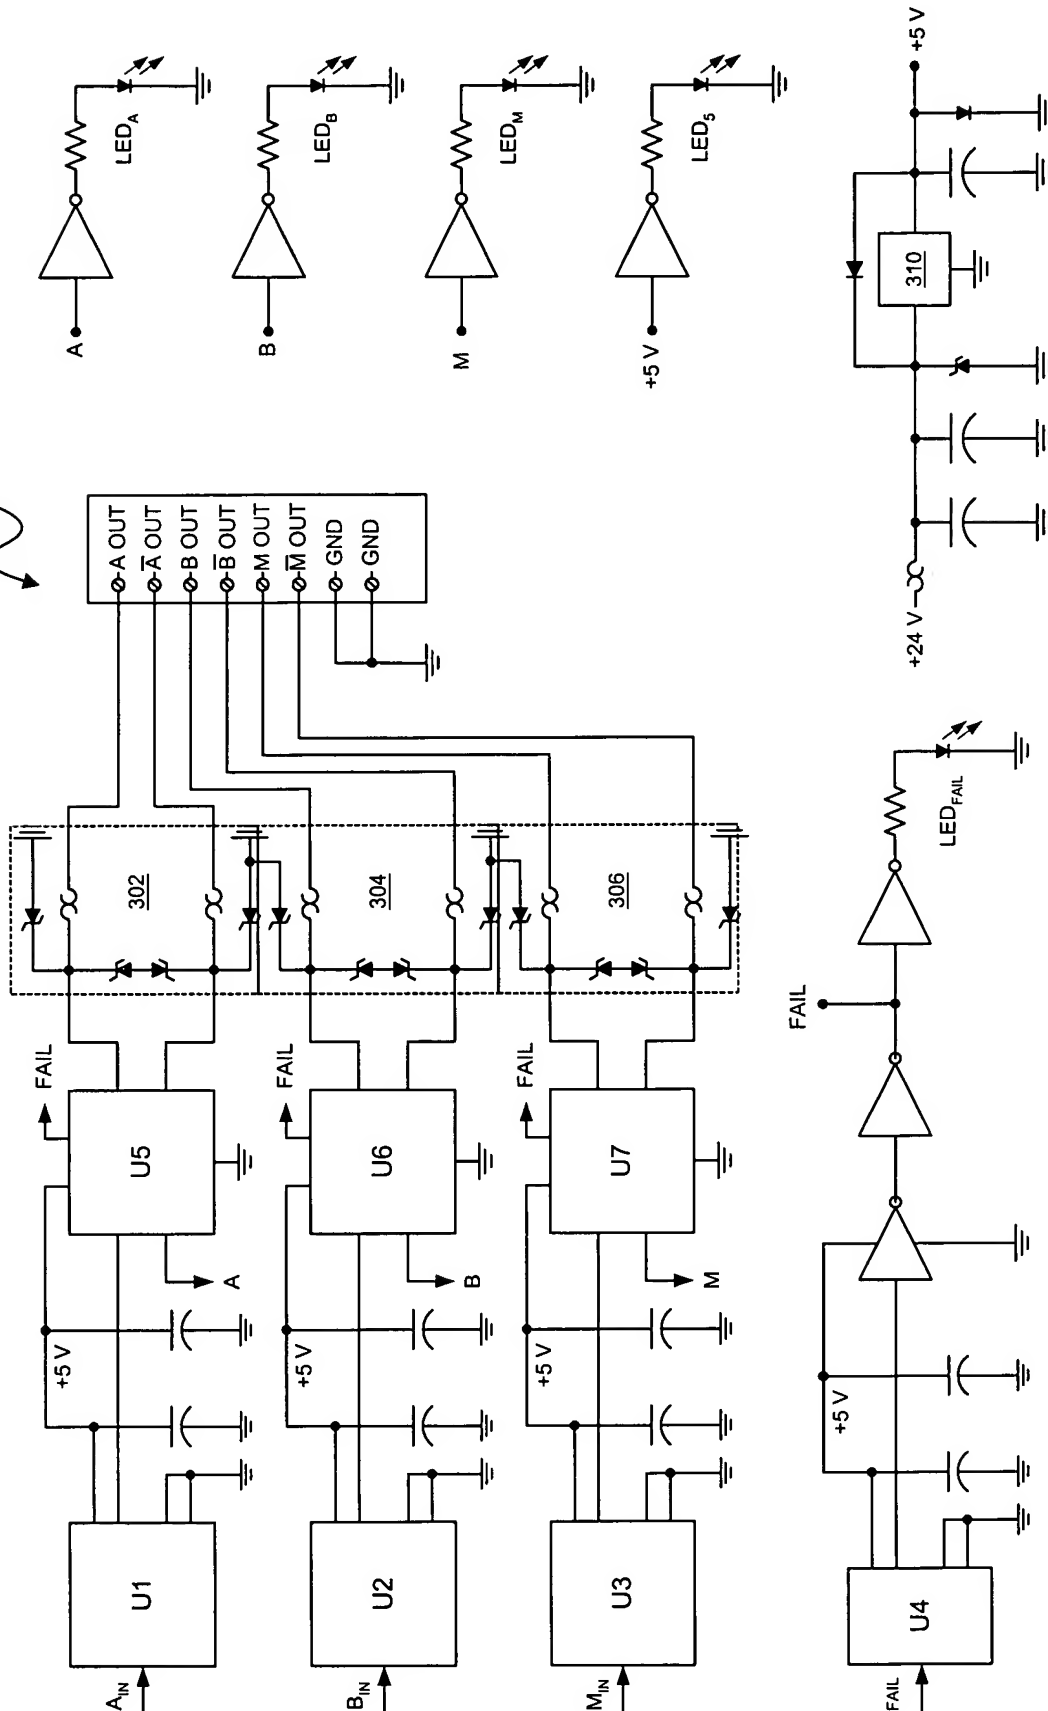 A
LED_A
B
LED_B
M
LED_M
+5 V
LED_5
A OUT
A̅ OUT
B OUT
B̅ OUT
M OUT
M̅ OUT
GND
GND
A_IN
U1
+5 V
A
U5
FAIL
302
B_IN
U2
+5 V
B
U6
FAIL
304
M_IN
U3
+5 V
M
U7
FAIL
306
FAIL
U4
+5 V
FAIL
LED_FAIL
+24 V
310
+5 V